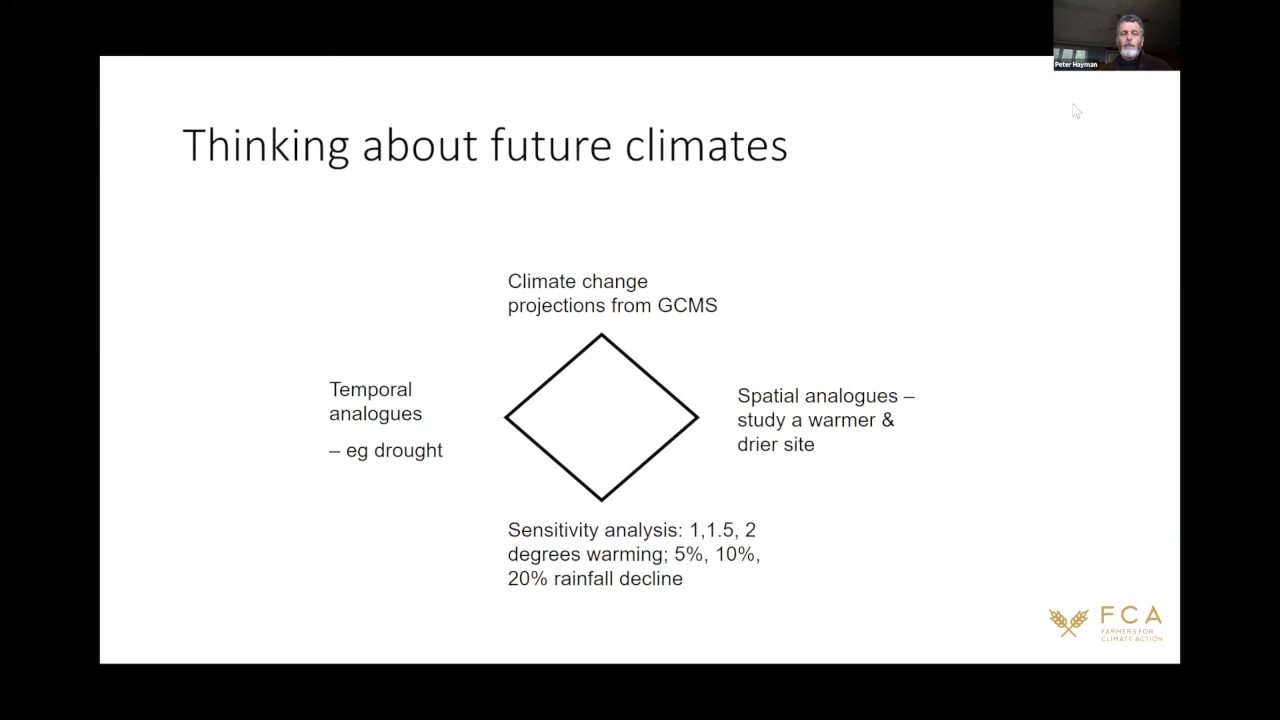 Peter Hayman
Thinking about future climates
Climate change
projections from GCMS
Temporal
analogues
– eg drought
Spatial analogues –
study a warmer &
drier site
Sensitivity analysis: 1,1.5, 2
degrees warming; 5%, 10%,
20% rainfall decline
FCA
FARMERS FOR
CLIMATE ACTION